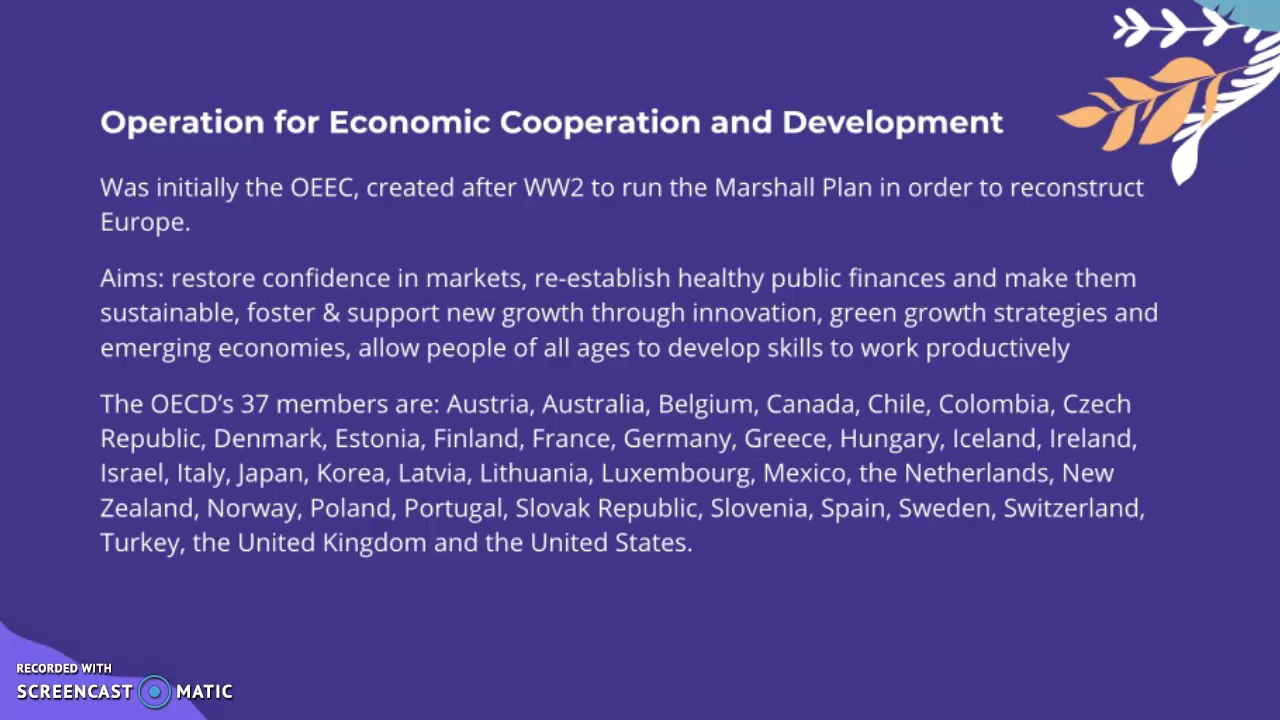 Operation for Economic Cooperation and Development
Was initially the OEEC, created after WW2 to run the Marshall Plan in order to reconstruct
Europe.
Aims: restore confidence in markets, re-establish healthy public finances and make them
sustainable, foster & support new growth through innovation, green growth strategies and
emerging economies, allow people of all ages to develop skills to work productively
The OECD’s 37 members are: Austria, Australia, Belgium, Canada, Chile, Colombia, Czech
Republic, Denmark, Estonia, Finland, France, Germany, Greece, Hungary, Iceland, Ireland,
Israel, Italy, Japan, Korea, Latvia, Lithuania, Luxembourg, Mexico, the Netherlands, New
Zealand, Norway, Poland, Portugal, Slovak Republic, Slovenia, Spain, Sweden, Switzerland,
Turkey, the United Kingdom and the United States.
RECORDED WITH
SCREENCAST MATIC